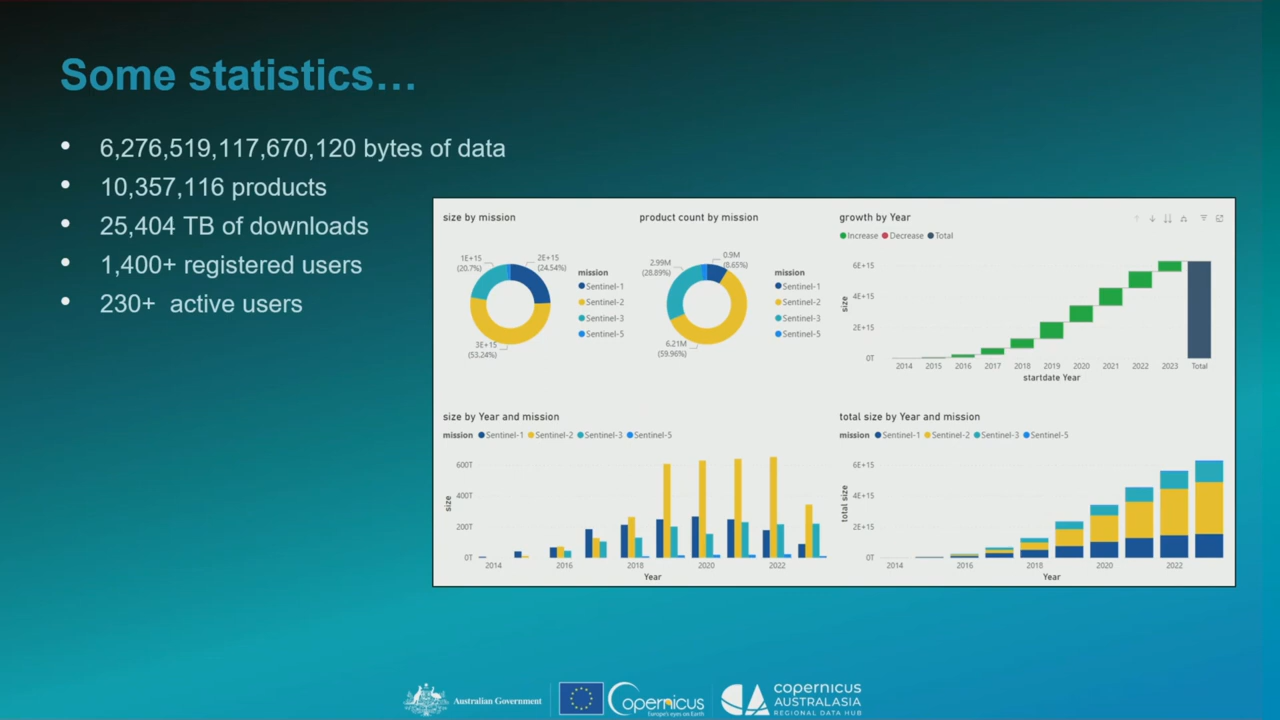 Some statistics…
• 6,276,519,117,670,120 bytes of data
• 10,357,116 products
• 25,404 TB of downloads
• 1,400+ registered users
• 230+ active users
size by mission
1E+15
(20.7%)
2E+15
(24.54%)
3E+15
(53.24%)
mission
Sentinel-1
Sentinel-2
Sentinel-3
Sentinel-5
product count by mission
2.99M
(28.89%)
0.9M
(8.65%)
6.21M
(59.96%)
mission
Sentinel-1
Sentinel-2
Sentinel-3
Sentinel-5
growth by Year
Increase Decrease Total
size
6E+15
4E+15
2E+15
0T
2014 2015 2016 2017 2018 2019 2020 2021 2022 2023 Total
startdate Year
size by Year and mission
mission Sentinel-1 Sentinel-2 Sentinel-3 Sentinel-5
size
600T
400T
200T
0T
2014 2016 2018 2020 2022
Year
total size by Year and mission
mission Sentinel-1 Sentinel-2 Sentinel-3 Sentinel-5
total size
6E+15
4E+15
2E+15
0T
2014 2016 2018 2020 2022
Year
Australian Government
Copernicus
Europe's eyes on Earth
copernicus
AUSTRALASIA
REGIONAL DATA HUB